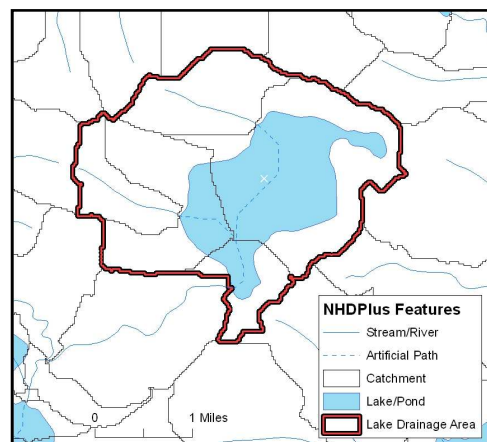 NHDPlus Features
Stream/River
Artificial Path
Catchment
Lake/Pond
Lake Drainage Area
0 1 Miles